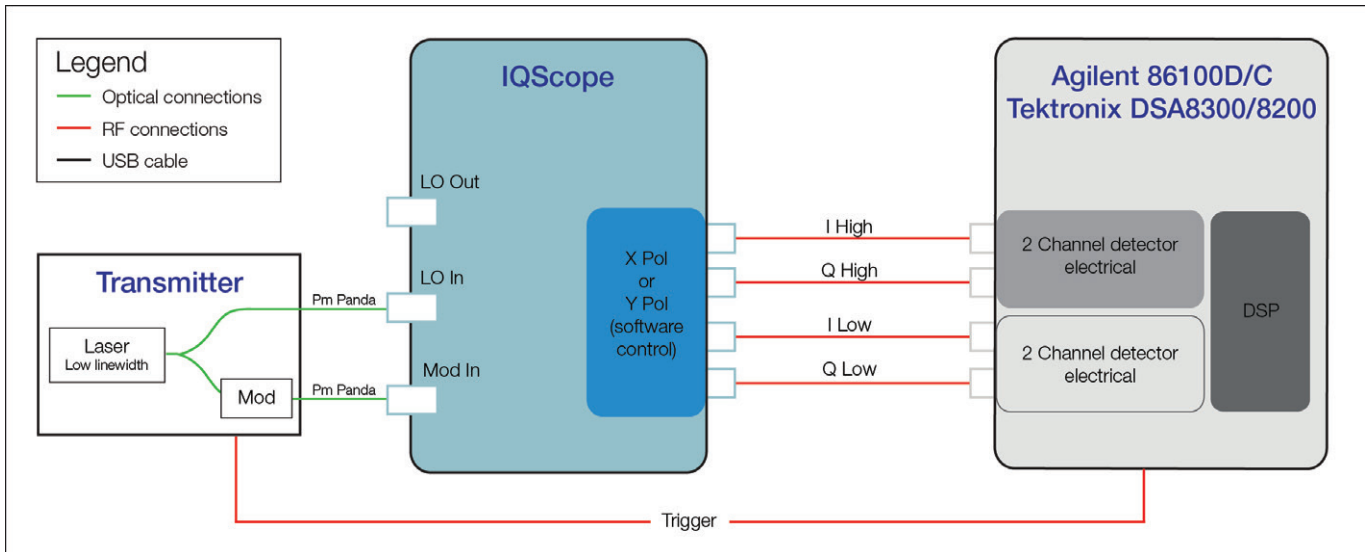 Legend
Optical connections
RF connections
USB cable
IQScope
Agilent 86100D/C
Tektronix DSA8300/8200
LO Out
LO In
Mod In
Transmitter
Laser
Low linewidth
Mod
Pm Panda
Pm Panda
X Pol
or
Y Pol
(software
control)
I High
Q High
I Low
Q Low
2 Channel detector
electrical
2 Channel detector
electrical
DSP
Trigger